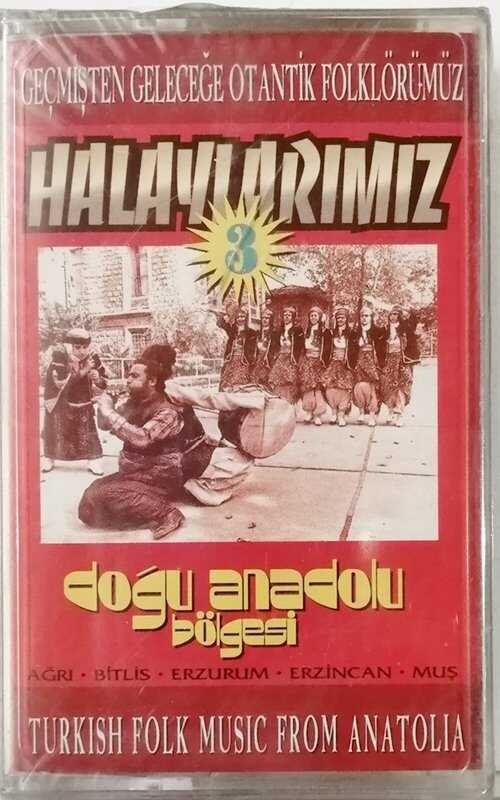 GEÇMİŞTEN GELECEĞE OTANTİK FOLKLÖRÜMÜZ
HALAYLARIMIZ
3
doğu anadolu
bölgesi
AĞRI · BİTLİS · ERZURUM · ERZİNCAN · MUŞ
TURKISH FOLK MUSIC FROM ANATOLIA